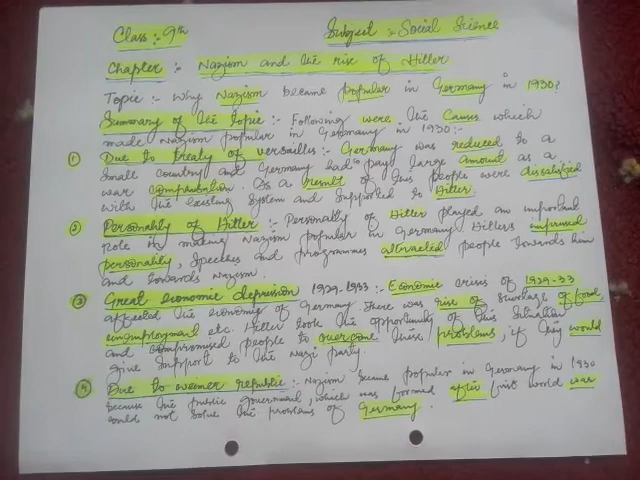 Class :- 9th Subject :- Social Science
Chapter :- Nazism and the rise of Hitler
Topic :- Why Nazism became popular in Germany in 1930?
Summary of the topic :- Following were the causes which
made Nazism popular in Germany in 1930:-
① Due to treaty of versailles :- Germany was reduced to a
small country and Germany had to pay large amount as a
war compensation. As a result of this people were dissatisfied
with the existing system and supported to Hitler.
② Personality of Hitler :- Personally of Hitler played an important
role in making Nazism popular in Germany Hitlers impressed
personality, speeches and programmes attracted people towards him
and towards Nazism.
③ Great economic depression 1929-1933 :- Economic crisis of 1929-33
affected the economy of Germany. There was rise of shortage of food,
unemployment etc. Hitler took the opportunity of this situation
and compromised people to overcome these problems, if they would
give support to the Nazi party.
④ Due to weimer republic :- Nazism became popular in Germany in 1930
because the public government, which was formed after first world war
could not solve the problems of Germany.